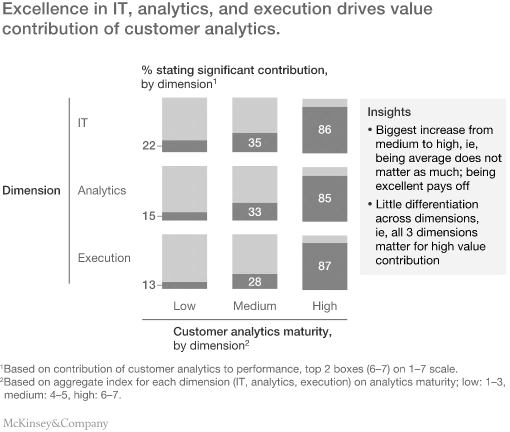 Excellence in IT, analytics, and execution drives value
contribution of customer analytics.
% stating significant contribution,
by dimension¹
Dimension
IT
22
35
86
Analytics
15
33
85
Execution
13
28
87
Low
Medium
High
Customer analytics maturity,
by dimension²
Insights
• Biggest increase from
medium to high, ie,
being average does not
matter as much; being
excellent pays off
• Little differentiation
across dimensions,
ie, all 3 dimensions
matter for high value
contribution
¹Based on contribution of customer analytics to performance, top 2 boxes (6–7) on 1–7 scale.
²Based on aggregate index for each dimension (IT, analytics, execution) on analytics maturity; low: 1–3,
medium: 4–5, high: 6–7.
McKinsey&Company